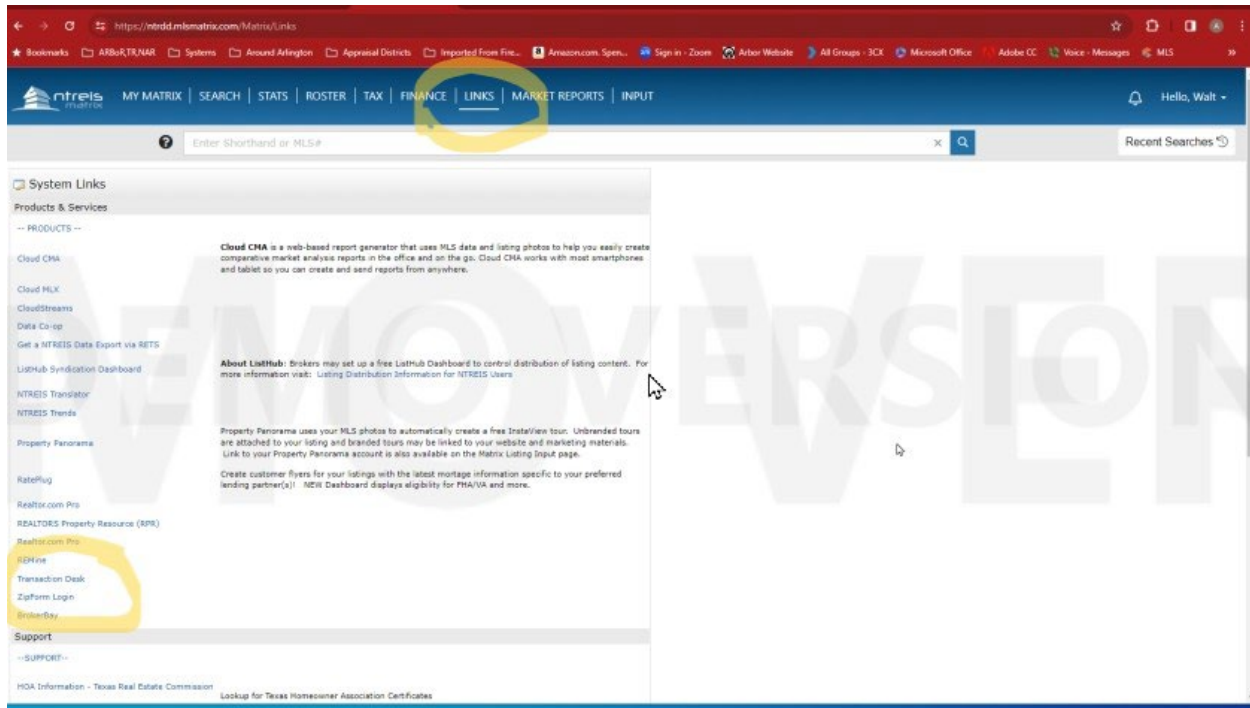 https://ntrdd.mlsmatrix.com/Matrix/Links
Bookmarks ARBoR,TR,NAR Systems Around Arlington Appraisal Districts Imported From Fire... Amazon.com. Spen... Sign in - Zoom Arbor Website All Groups - 3CX Microsoft Office Adobe CC Voice - Messages MLS »
ntreis matrix MY MATRIX | SEARCH | STATS | ROSTER | TAX | FINANCE | LINKS | MARKET REPORTS | INPUT Hello, Walt
Enter Shorthand or MLS# Recent Searches
System Links
Products & Services
-- PRODUCTS --
Cloud CMA
Cloud CMA is a web-based report generator that uses MLS data and listing photos to help you easily create
comparative market analysis reports in the office and on the go. Cloud CMA works with most smartphones
and tablet so you can create and send reports from anywhere.
Cloud MLX
CloudStreams
Data Co-op
Get a NTREIS Data Export via RETS
ListHub Syndication Dashboard
About ListHub: Brokers may set up a free ListHub Dashboard to control distribution of listing content. For
more information visit: Listing Distribution Information for NTREIS Users
NTREIS Translator
NTREIS Trends
Property Panorama
Property Panorama uses your MLS photos to automatically create a free InstaView tour. Unbranded tours
are attached to your listing and branded tours may be linked to your website and marketing materials.
Link to your Property Panorama account is also available on the Matrix Listing Input page.
RatePlug
Create customer flyers for your listings with the latest mortage information specific to your preferred
lending partner(s)! NEW Dashboard displays eligibility for FHA/VA and more.
Realtor.com Pro
REALTORS Property Resource (RPR)
Realtor.com Pro
REMine
Transaction Desk
ZipForm Login
BrokerBay
Support
--SUPPORT--
HOA Information - Texas Real Estate Commission
Lookup for Texas Homeowner Association Certificates
DEMO VERSION